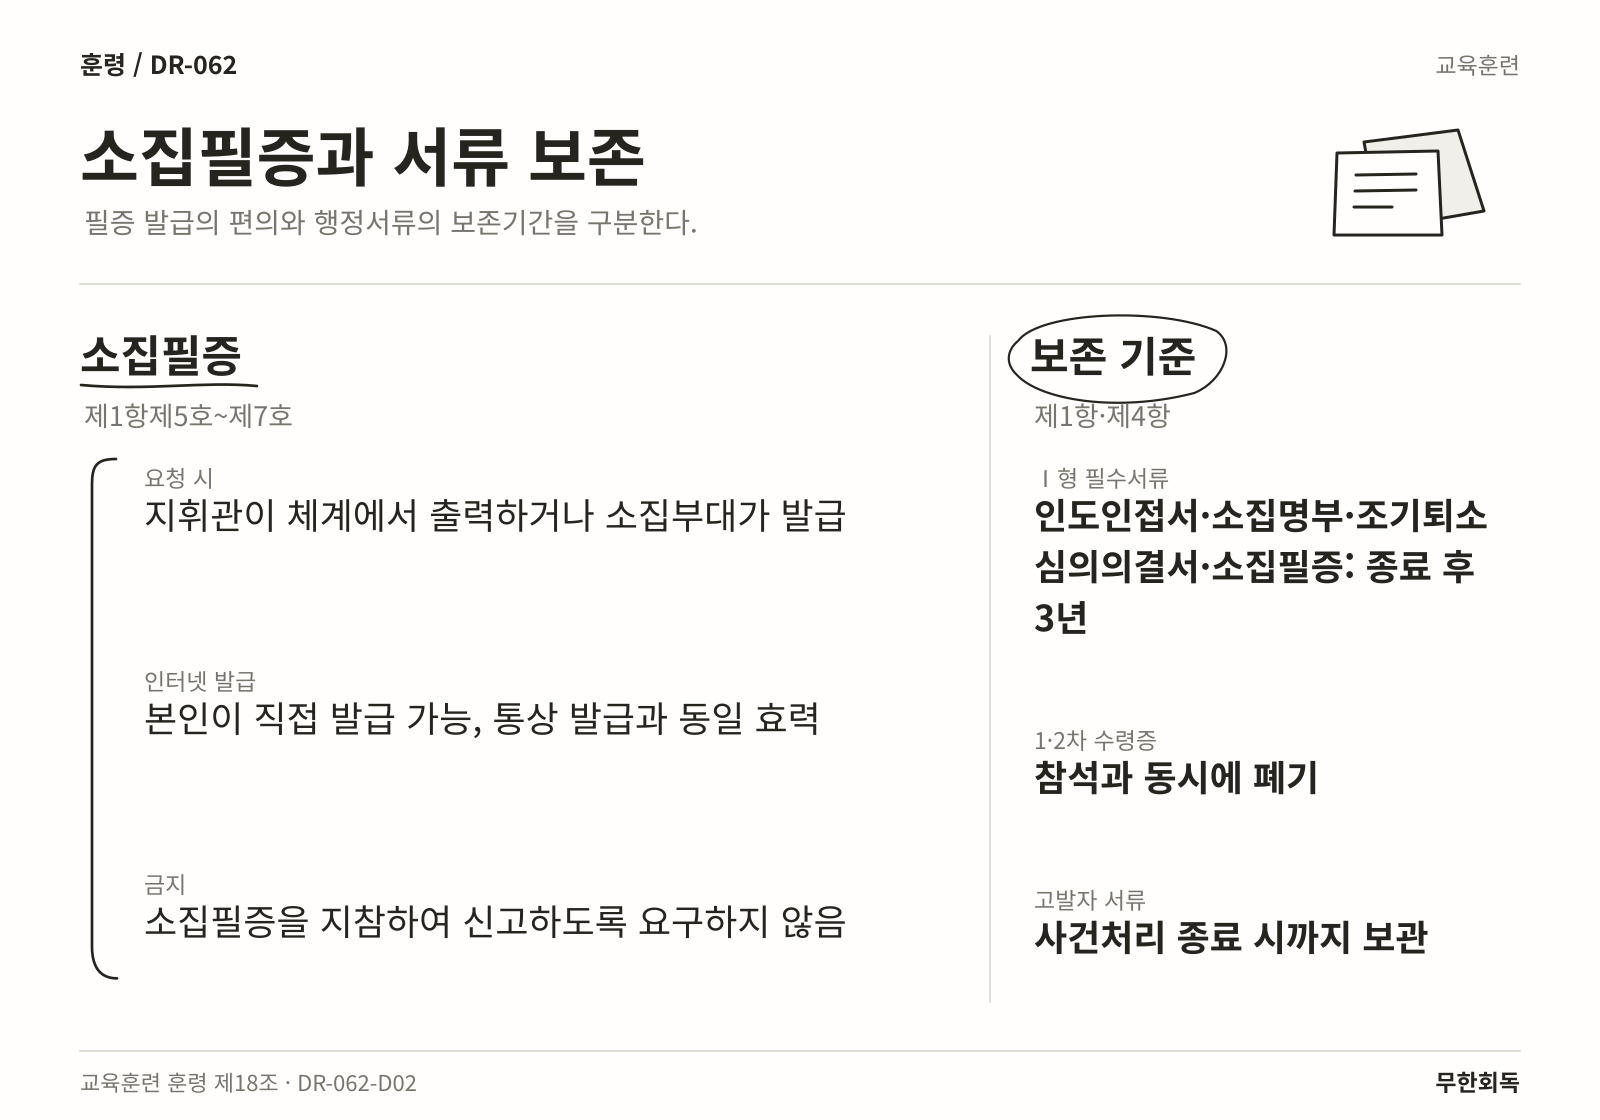 훈령 / DR-062
교육훈련
소집필증과 서류 보존
필증 발급의 편의와 행정서류의 보존기간을 구분한다.
소집필증
제1항제5호~제7호
요청 시
지휘관이 체계에서 출력하거나 소집부대가 발급
인터넷 발급
본인이 직접 발급 가능, 통상 발급과 동일 효력
금지
소집필증을 지참하여 신고하도록 요구하지 않음
보존 기준
제1항·제4항
Ⅰ형 필수서류
인도인접서·소집명부·조기퇴소
심의의결서·소집필증: 종료 후
3년
1·2차 수령증
참석과 동시에 폐기
고발자 서류
사건처리 종료 시까지 보관
교육훈련 훈령 제18조 · DR-062-D02
무한회독